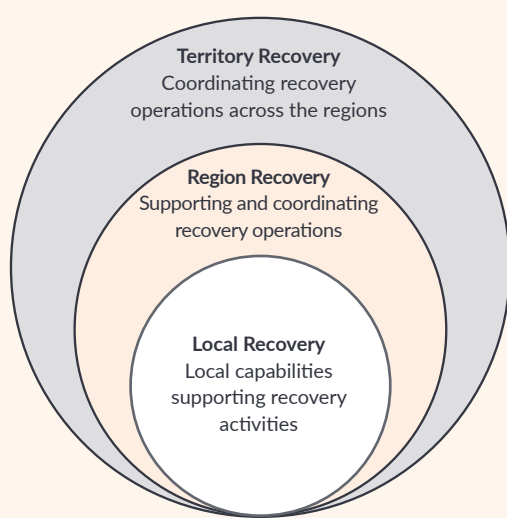 Territory Recovery
Coordinating recovery
operations across the regions
Region Recovery
Supporting and coordinating
recovery operations
Local Recovery
Local capabilities
supporting recovery
activities